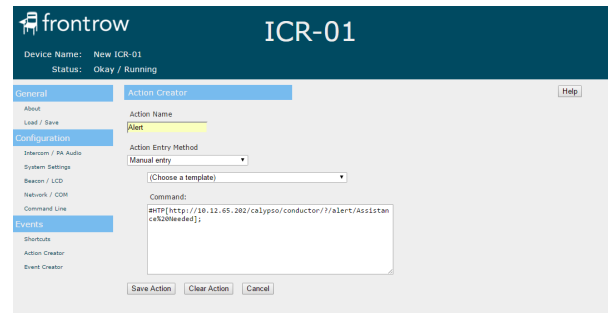 frontrow
ICR-01
Device Name: New ICR-01
Status: Okay / Running
General
About
Load / Save
Configuration
Intercom / PA Audio
System Settings
Beacon / LCD
Network / COM
Command Line
Events
Shortcuts
Action Creator
Event Creator
Action Creator
Help
Action Name
Alert
Action Entry Method
Manual entry
(Choose a template)
Command:
#HTP[http://10.12.65.202/calypso/conductor/?/alert/Assistan
ce%20Needed];
Save Action Clear Action Cancel